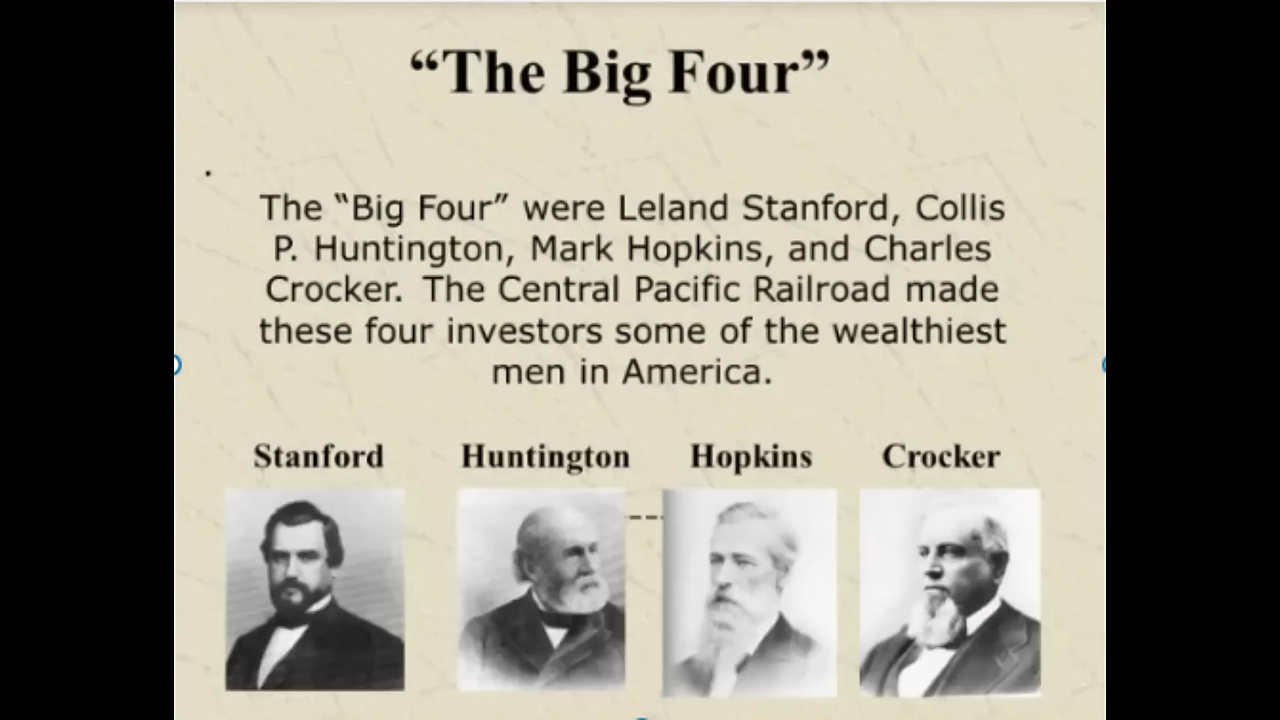 “The Big Four”
.
The “Big Four” were Leland Stanford, Collis
P. Huntington, Mark Hopkins, and Charles
Crocker. The Central Pacific Railroad made
these four investors some of the wealthiest
men in America.
Stanford Huntington Hopkins Crocker